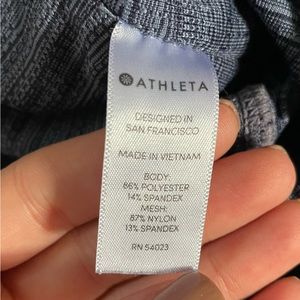 ATHLETA
DESIGNED IN
SAN FRANCISCO
MADE IN VIETNAM
BODY:
86% POLYESTER
14% SPANDEX
MESH:
87% NYLON
13% SPANDEX
RN 54023